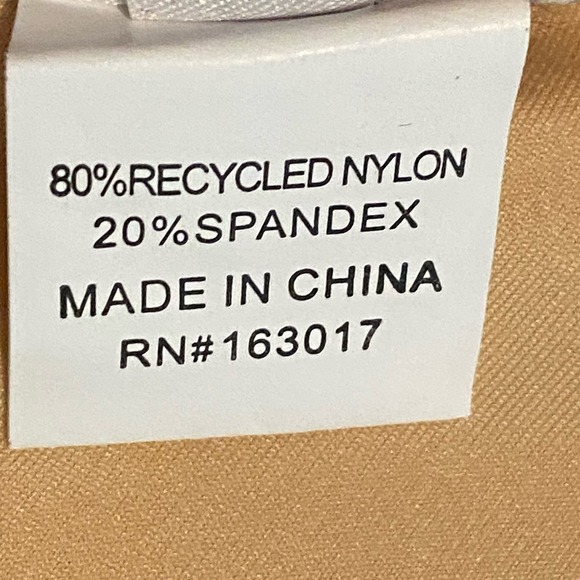 80%RECYCLED NYLON
20%SPANDEX
MADE IN CHINA
RN#163017